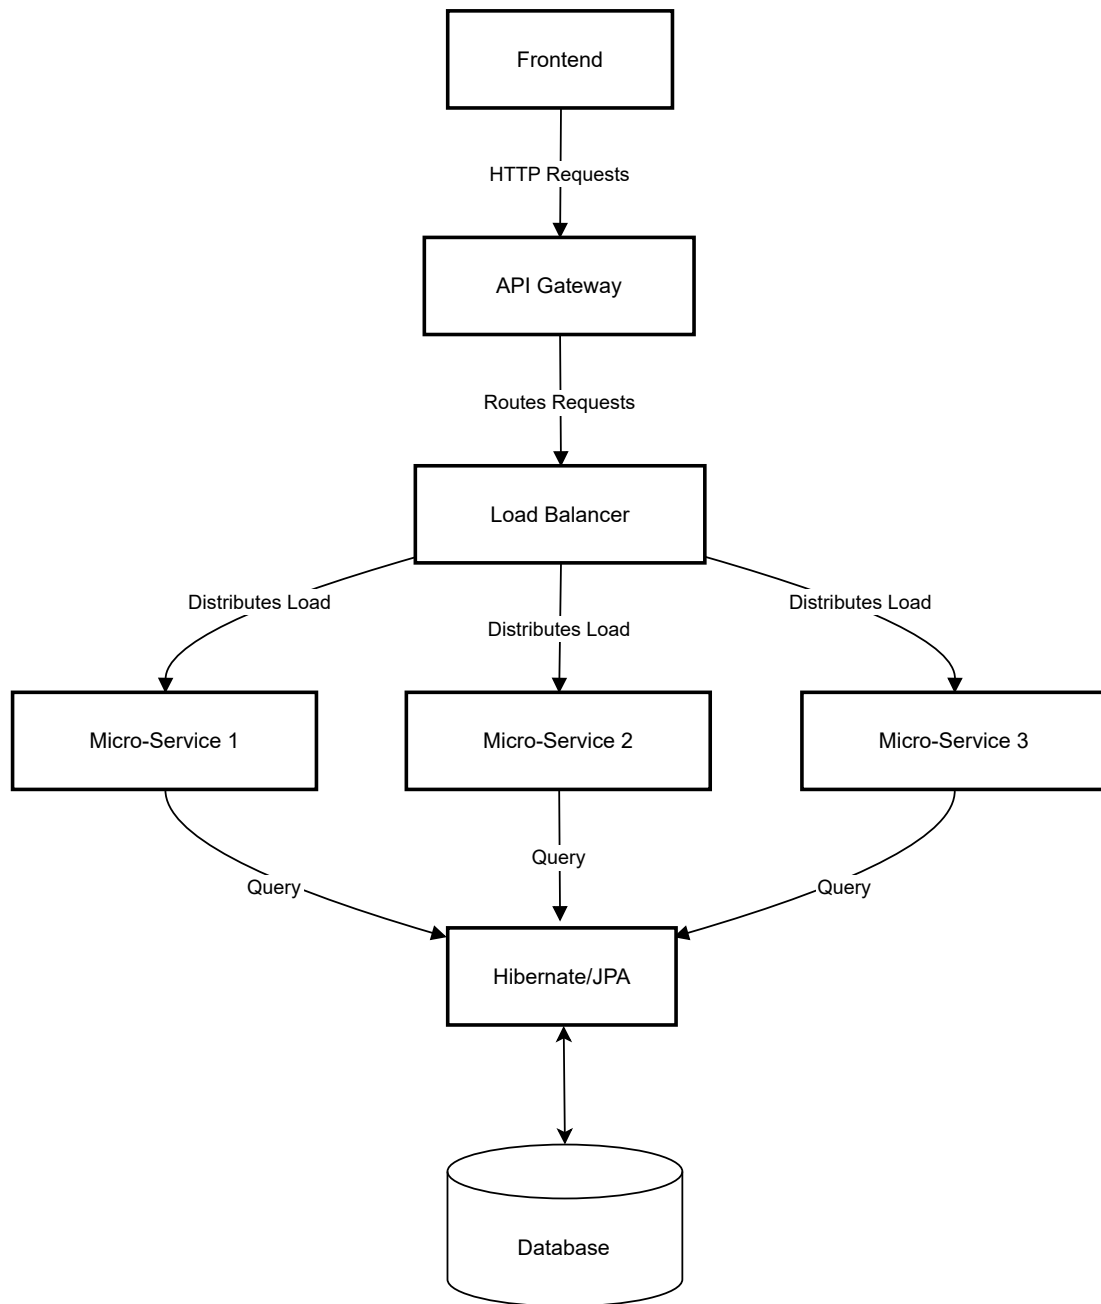 Frontend
HTTP Requests
API Gateway
Routes Requests
Load Balancer
Distributes Load
Distributes Load
Distributes Load
Micro-Service 1
Micro-Service 2
Micro-Service 3
Query
Query
Query
Hibernate/JPA
Database